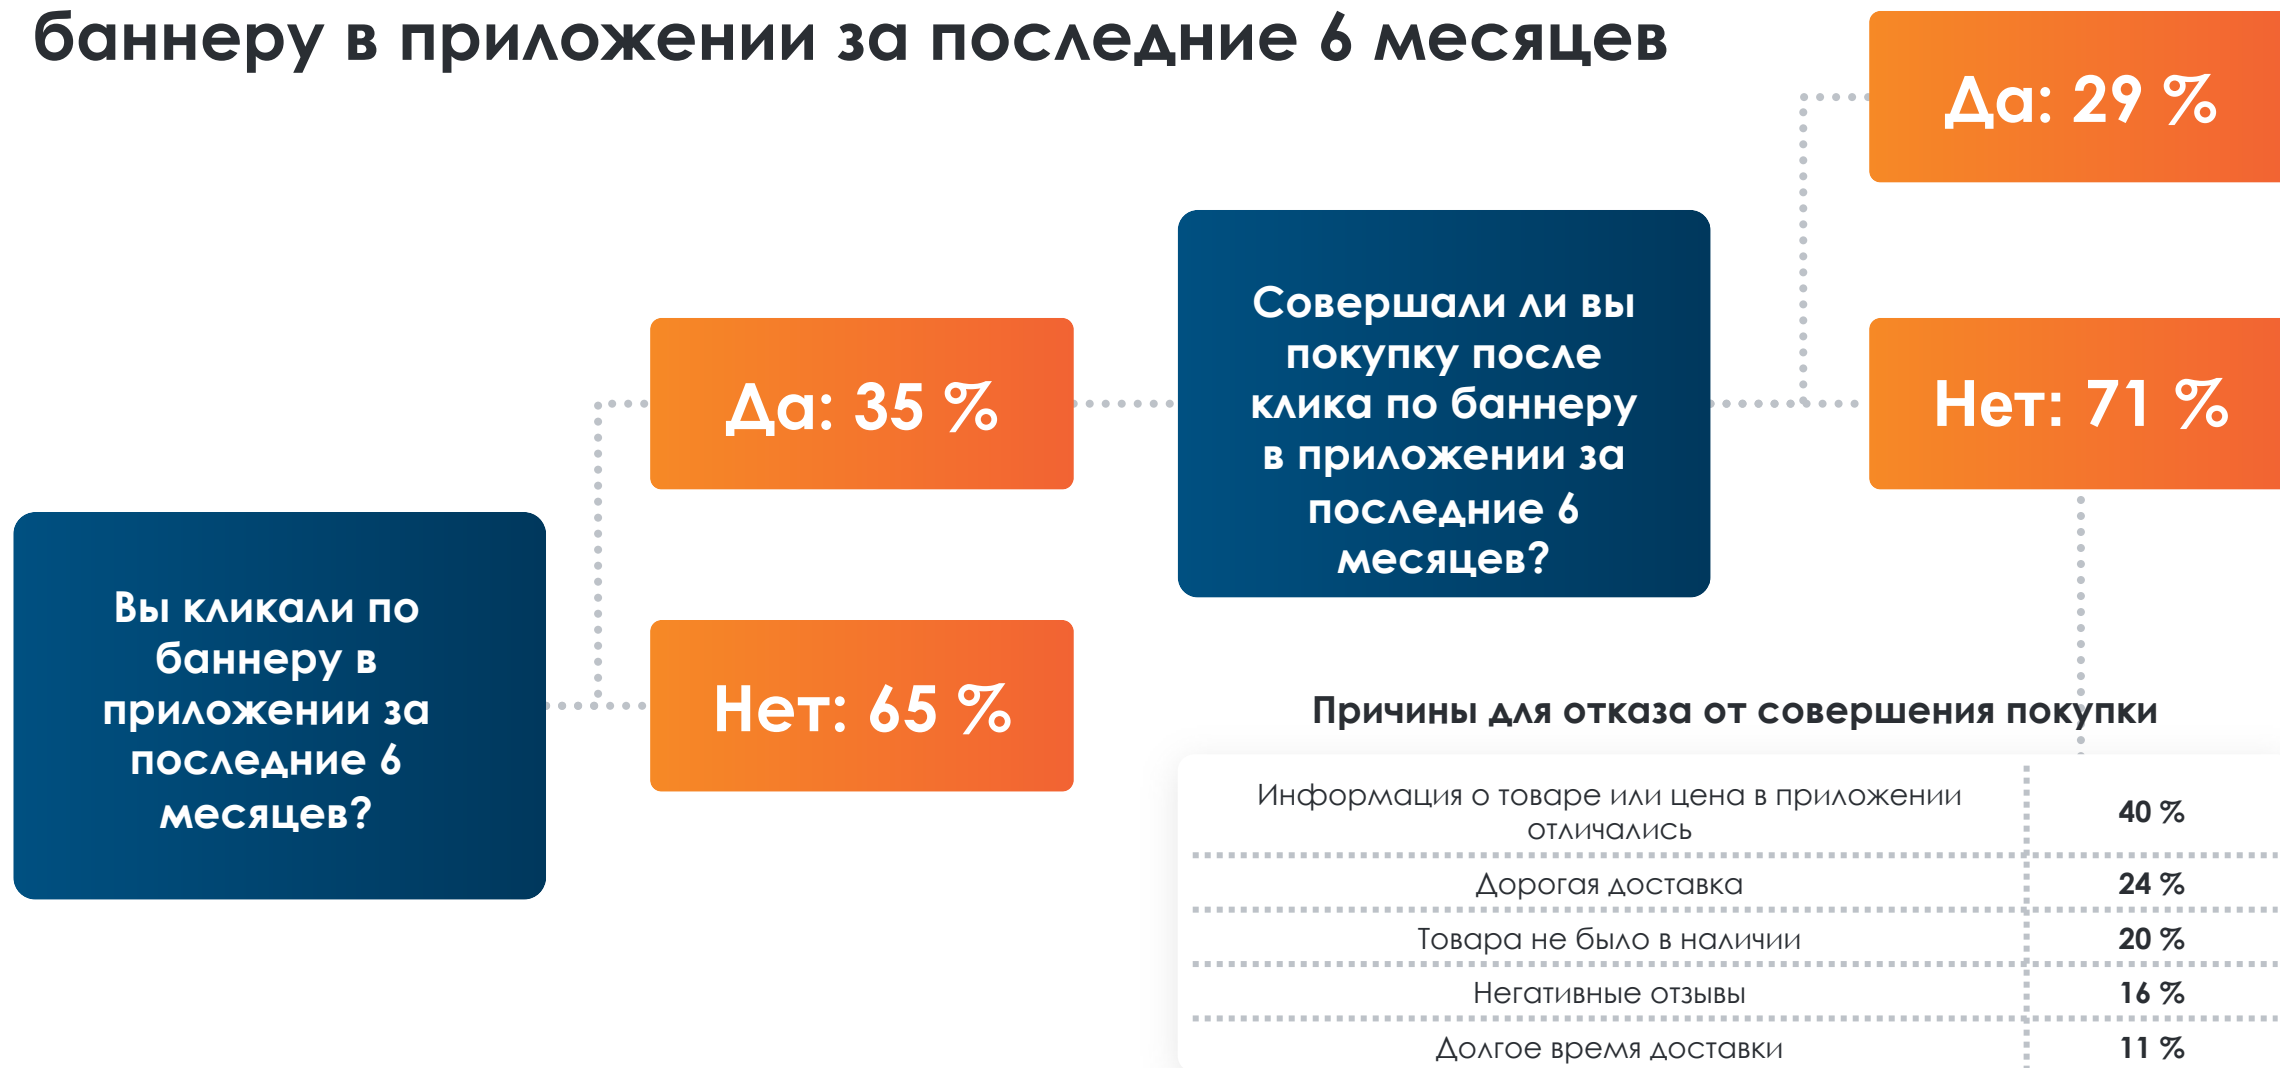 баннеру в приложении за последние 6 месяцев
Вы кликали по
баннеру в
приложении за
последние 6
месяцев?
Да: 35 %
Нет: 65 %
Совершали ли вы
покупку после
клика по баннеру
в приложении за
последние 6
месяцев?
Да: 29 %
Нет: 71 %
Причины для отказа от совершения покупки
Информация о товаре или цена в приложении
отличались
40 %
Дорогая доставка
24 %
Товара не было в наличии
20 %
Негативные отзывы
16 %
Долгое время доставки
11 %